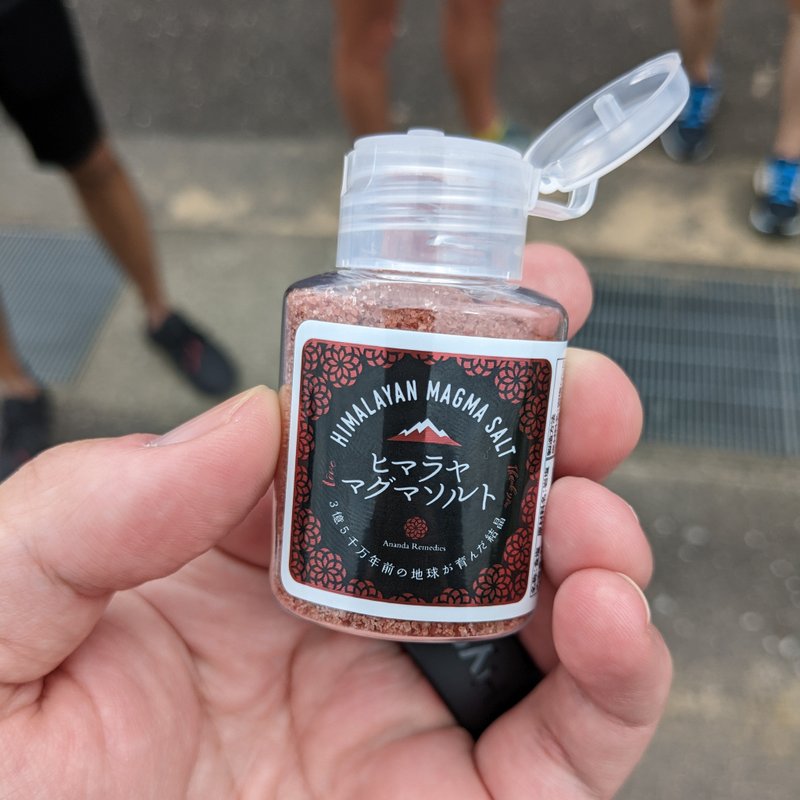 HIMALAYAN MAGMA SALT
ヒマラヤ
マグマソルト
Ananda Remedies
3億5千万年前の地球が育んだ結晶